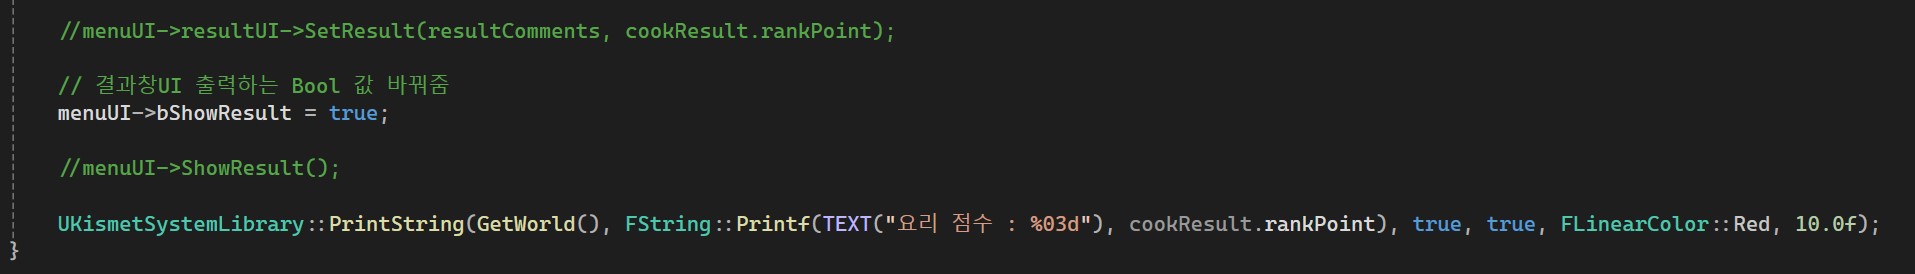 //menuUI->resultUI->SetResult(resultComments, cookResult.rankPoint);
// 결과창UI 출력하는 Bool 값 바꿔줌
menuUI->bShowResult = true;
//menuUI->ShowResult();
UKismetSystemLibrary::PrintString(GetWorld(), FString::Printf(TEXT("요리 점수 : %03d"), cookResult.rankPoint), true, true, FLinearColor::Red, 10.0f);
}